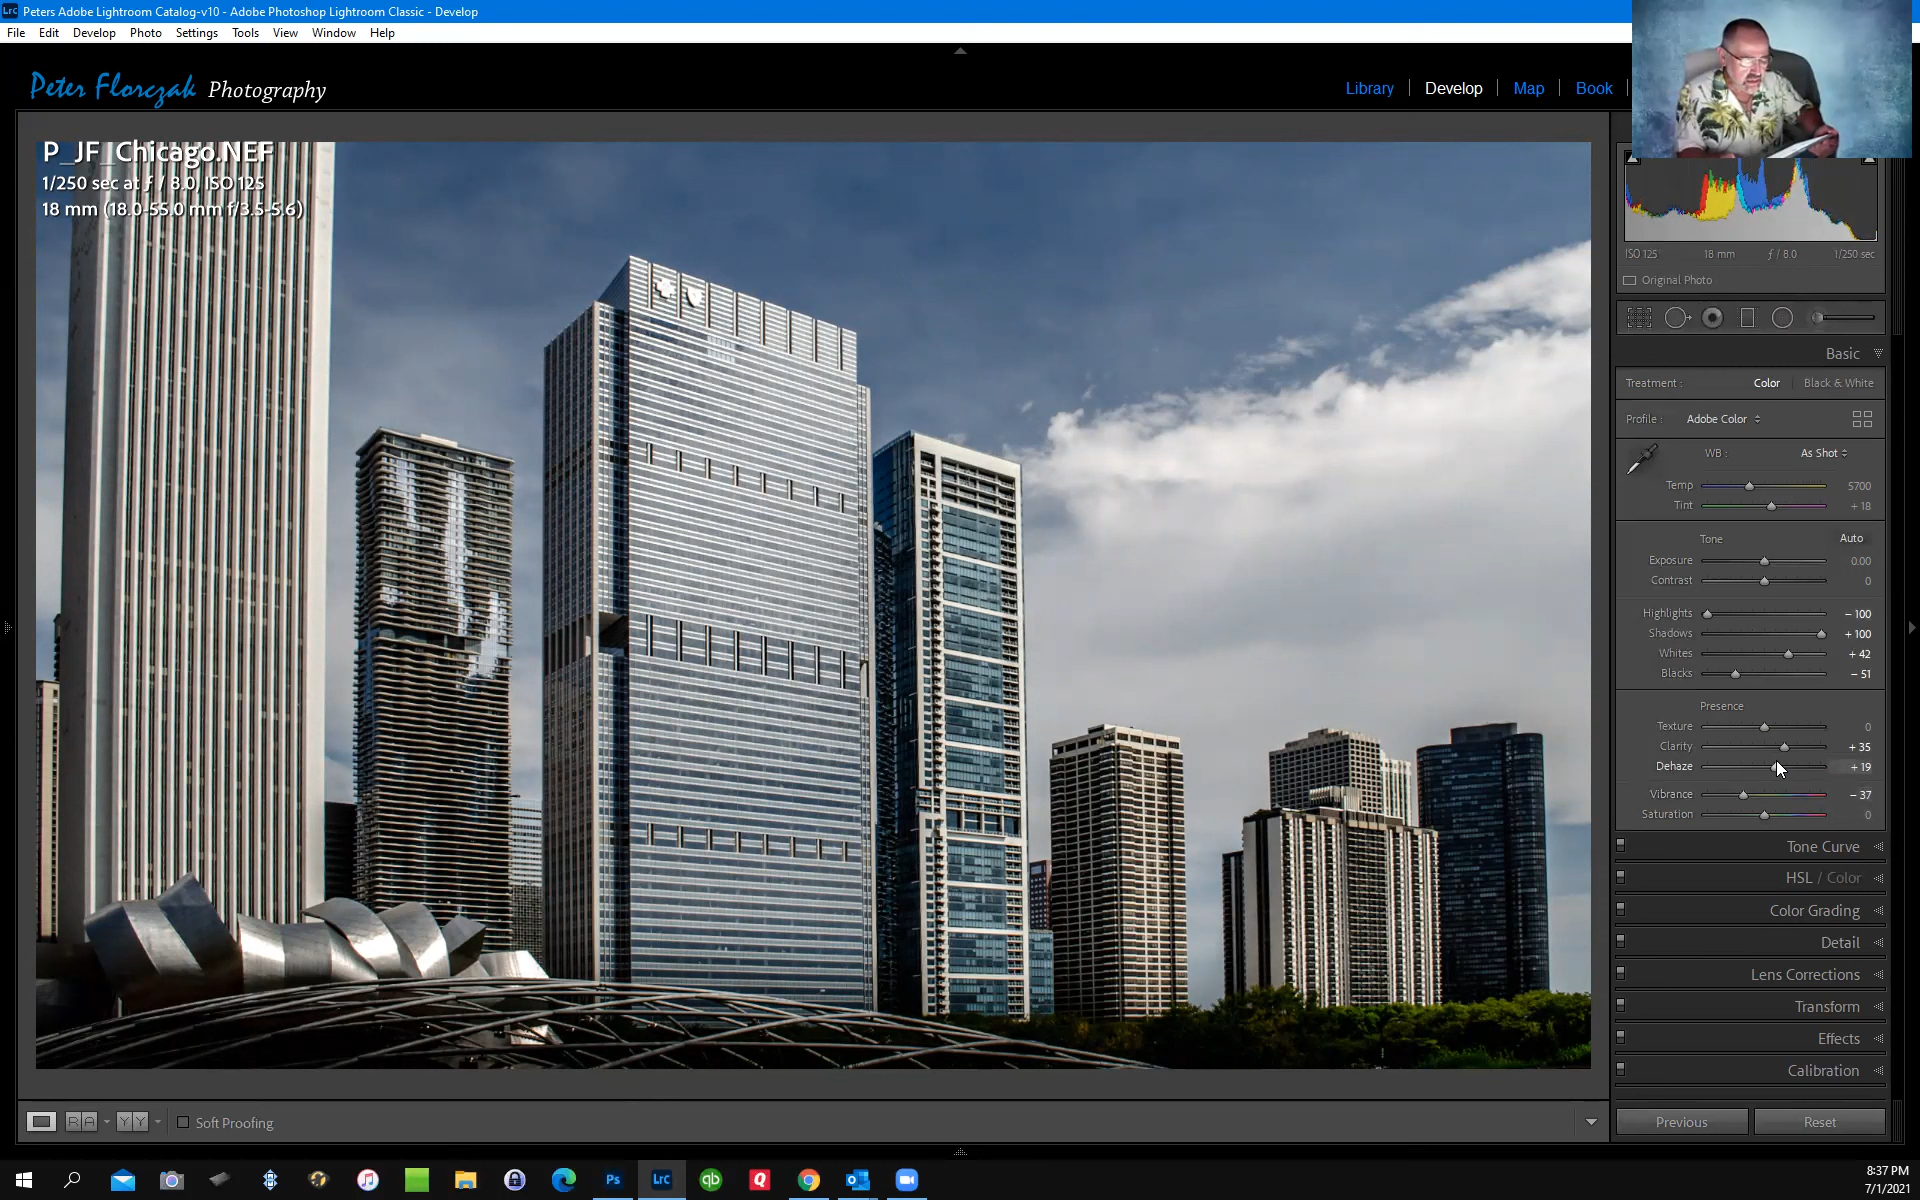 Lrc Peters Adobe Lightroom Catalog-v10 - Adobe Photoshop Lightroom Classic - Develop
File Edit Develop Photo Settings Tools View Window Help
Peter Florczak Photography
Library Develop Map Book
P_JF_Chicago.NEF
1/250 sec at ƒ / 8.0, ISO 125
18 mm (18.0-55.0 mm f/3.5-5.6)
ISO 125 18 mm ƒ / 8.0 1/250 sec
Original Photo
Basic
Treatment : Color Black & White
Profile : Adobe Color
WB : As Shot
Temp 5700
Tint + 18
Tone Auto
Exposure 0.00
Contrast 0
Highlights – 100
Shadows + 100
Whites + 42
Blacks – 51
Presence
Texture 0
Clarity + 35
Dehaze + 19
Vibrance – 37
Saturation 0
Tone Curve
HSL / Color
Color Grading
Detail
Lens Corrections
Transform
Effects
Calibration
R A Y Y Soft Proofing
Previous Reset
Ps Lrc qb Q
8:37 PM
7/1/2021